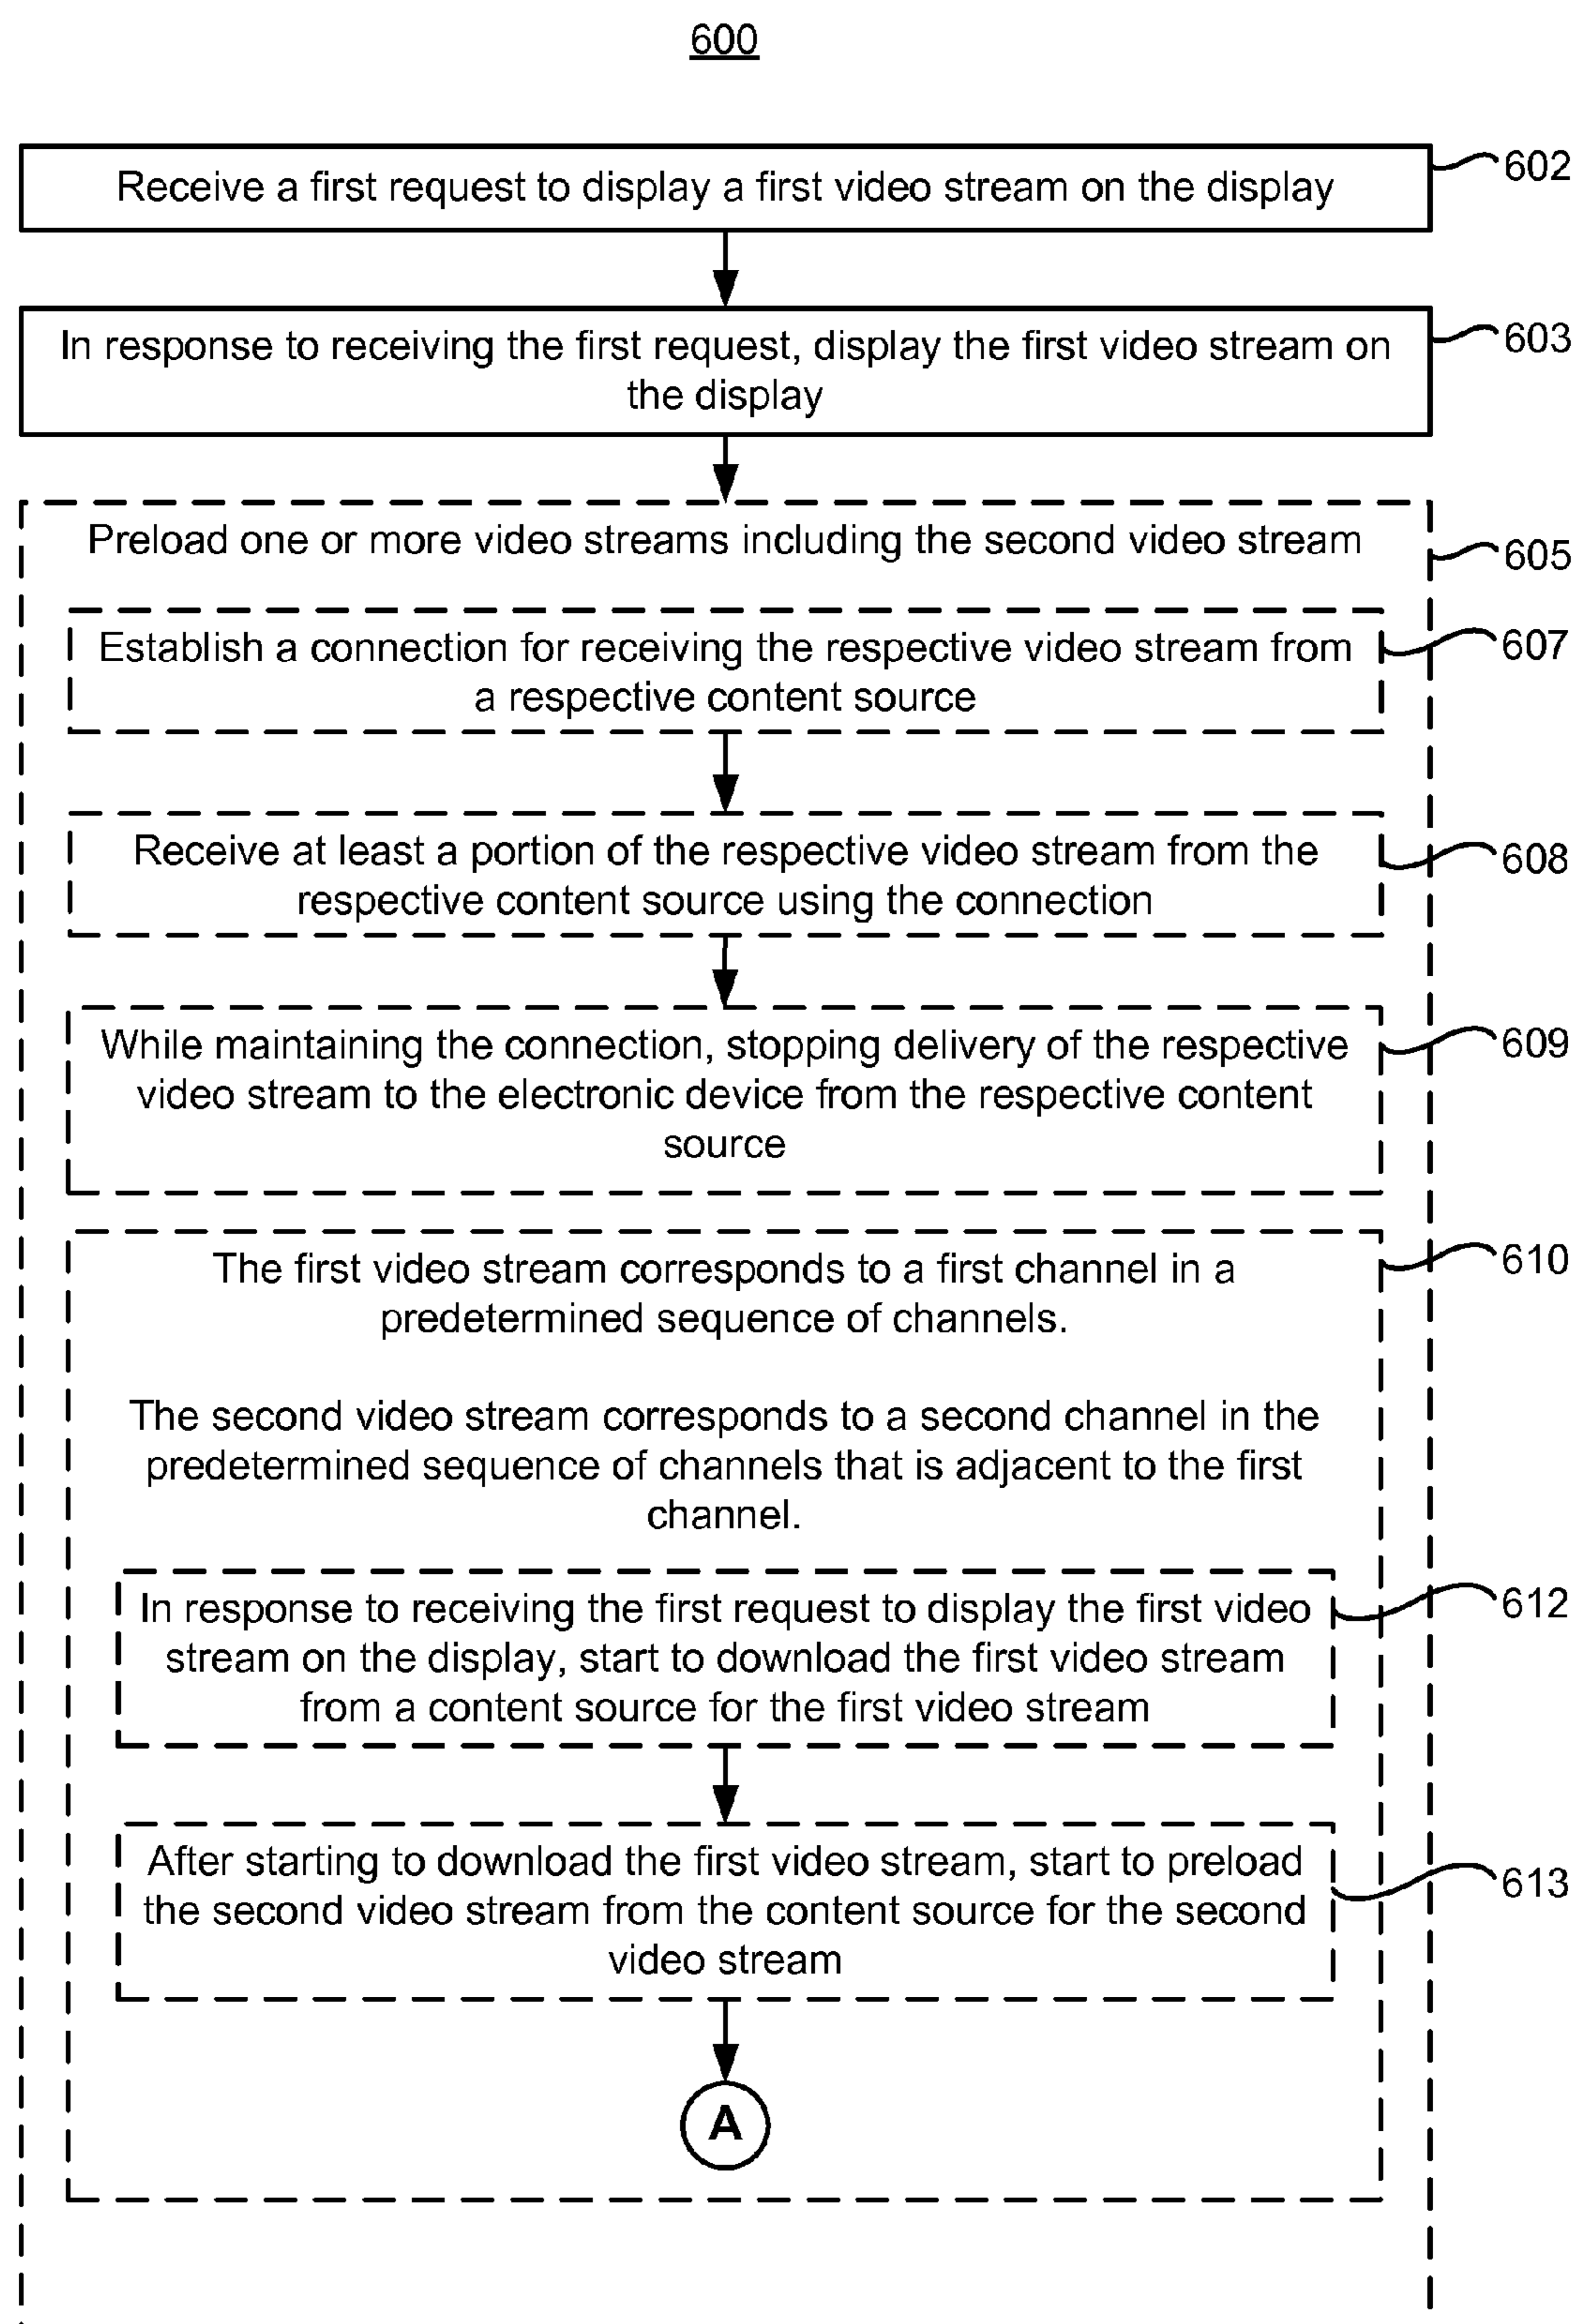 600
Receive a first request to display a first video stream on the display
602
In response to receiving the first request, display the first video stream on
the display
603
Preload one or more video streams including the second video stream
605
Establish a connection for receiving the respective video stream from
a respective content source
607
Receive at least a portion of the respective video stream from the
respective content source using the connection
608
While maintaining the connection, stopping delivery of the respective
video stream to the electronic device from the respective content
source
609
The first video stream corresponds to a first channel in a
predetermined sequence of channels.
610
The second video stream corresponds to a second channel in the
predetermined sequence of channels that is adjacent to the first
channel.
In response to receiving the first request to display the first video
stream on the display, start to download the first video stream
from a content source for the first video stream
612
After starting to download the first video stream, start to preload
the second video stream from the content source for the second
video stream
613
A